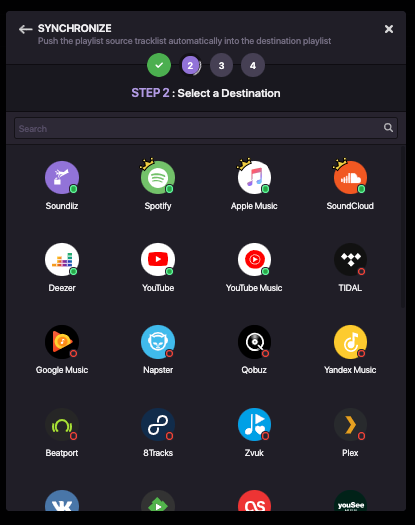 SYNCHRONIZE
Push the playlist source tracklist automatically into the destination playlist
2 3 4
STEP 2 : Select a Destination
Search
Soundiiz Spotify Apple Music SoundCloud
Deezer YouTube YouTube Music TIDAL
Google Music Napster Qobuz Yandex Music
Beatport 8Tracks Zvuk Plex
youSee